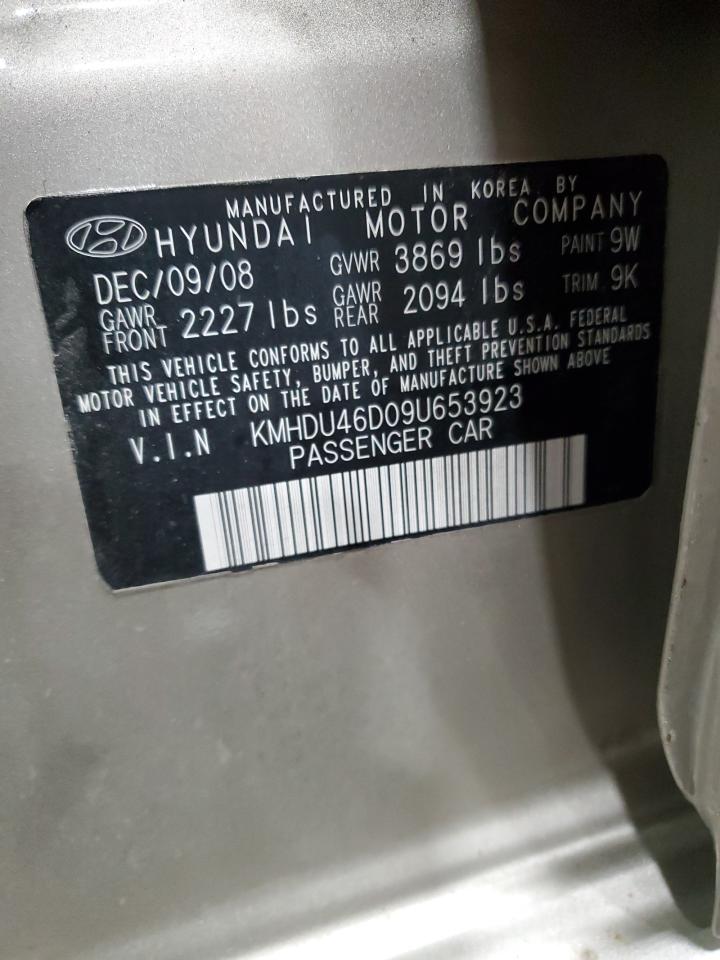 MANUFACTURED IN KOREA BY
HYUNDAI MOTOR COMPANY
DEC/09/08 GVWR 3869 lbs PAINT 9W
GAWR FRONT 2227 lbs GAWR REAR 2094 lbs TRIM 9K
THIS VEHICLE CONFORMS TO ALL APPLICABLE U.S.A. FEDERAL
MOTOR VEHICLE SAFETY, BUMPER, AND THEFT PREVENTION STANDARDS
IN EFFECT ON THE DATE OF MANUFACTURE SHOWN ABOVE
V.I.N KMHDU46D09U653923
PASSENGER CAR